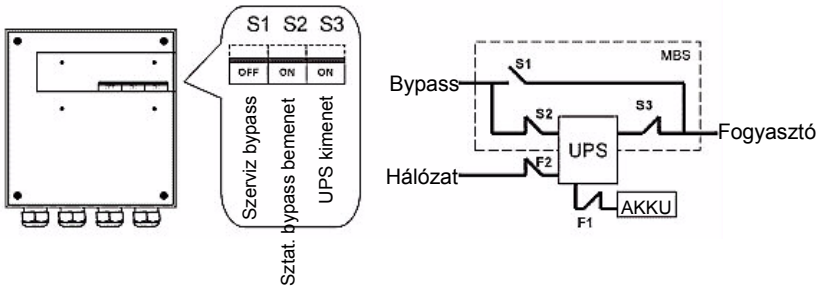 S1 S2 S3
OFF ON ON
Szerviz bypass
Sztat. bypass bemenet
UPS kimenet
MBS
S1
Bypass
S2
S3
UPS
Fogyasztó
Hálózat
F2
F1
AKKU